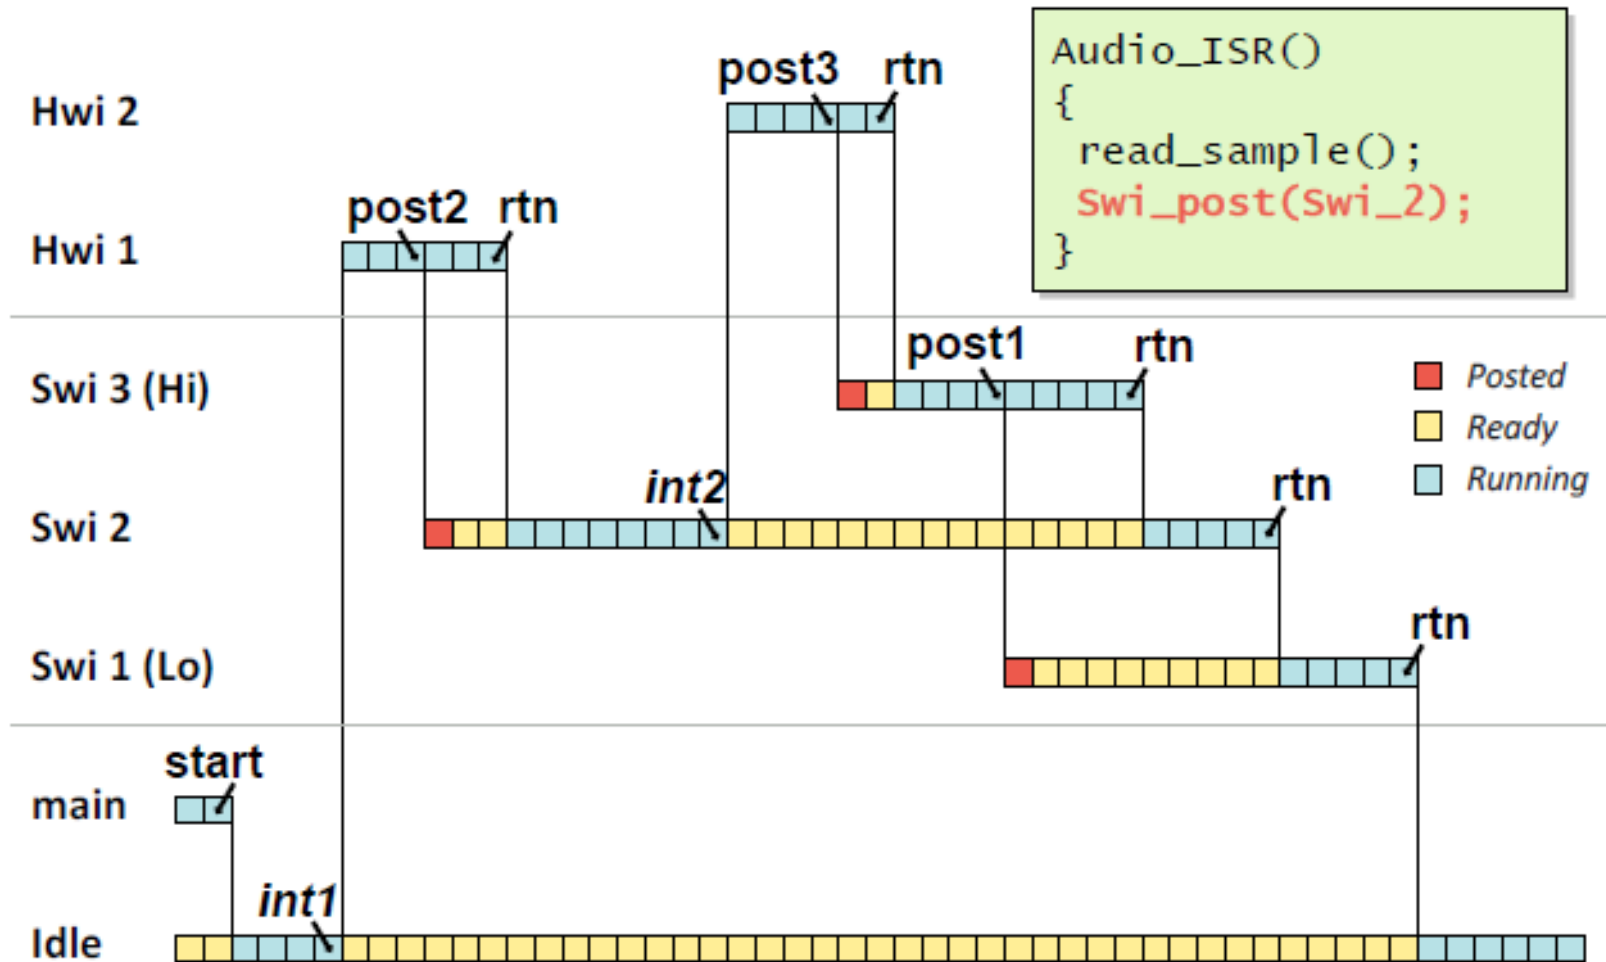 Audio_ISR()
{
read_sample();
Swi_post(Swi_2);
}
post3 rtn
Hwi 2
post2 rtn
Hwi 1
post1 rtn
Swi 3 (Hi)
Posted
Ready
Running
int2 rtn
Swi 2
rtn
Swi 1 (Lo)
start
main
int1
Idle